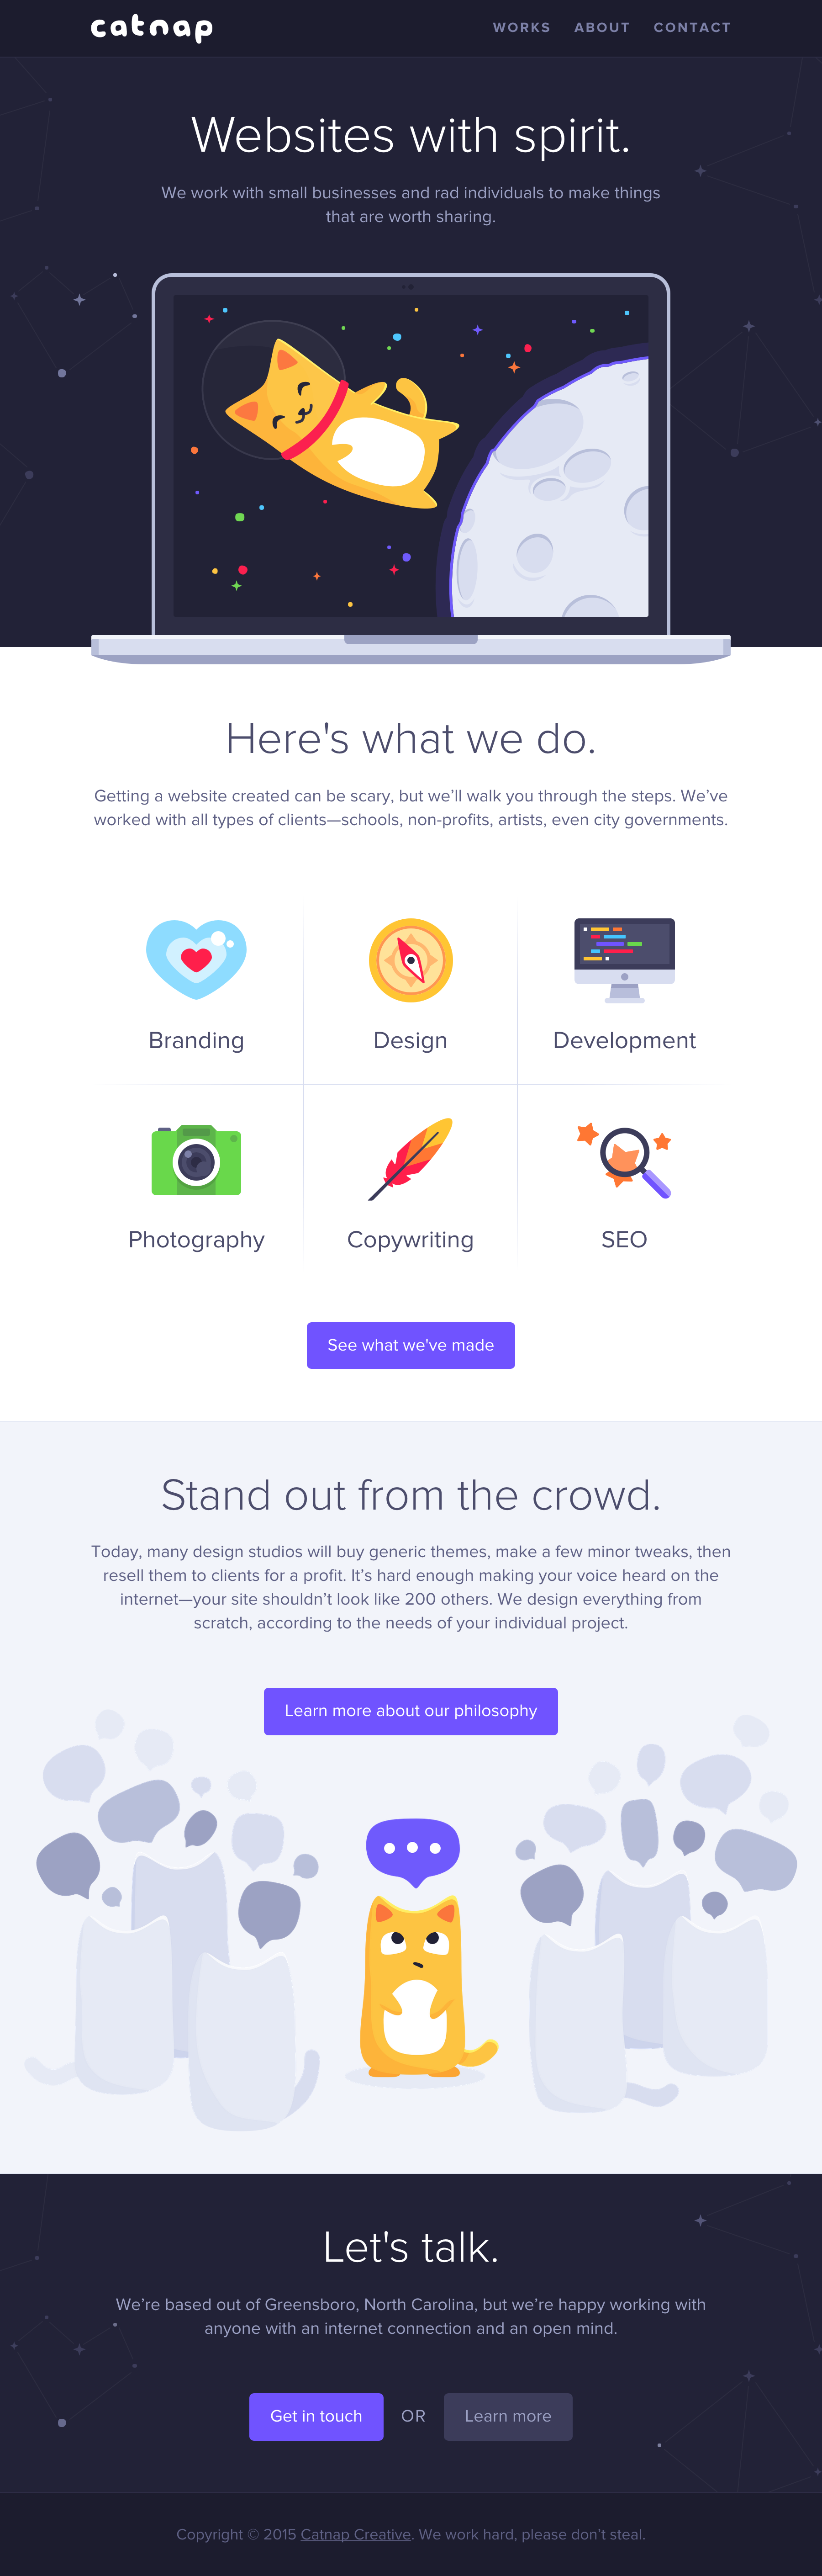 catnap
WORKS ABOUT CONTACT
Websites with spirit.
We work with small businesses and rad individuals to make things
that are worth sharing.
Here's what we do.
Getting a website created can be scary, but we’ll walk you through the steps. We’ve
worked with all types of clients—schools, non-profits, artists, even city governments.
Branding
Design
Development
Photography
Copywriting
SEO
See what we've made
Stand out from the crowd.
Today, many design studios will buy generic themes, make a few minor tweaks, then
resell them to clients for a profit. It’s hard enough making your voice heard on the
internet—your site shouldn’t look like 200 others. We design everything from
scratch, according to the needs of your individual project.
Learn more about our philosophy
Let's talk.
We’re based out of Greensboro, North Carolina, but we’re happy working with
anyone with an internet connection and an open mind.
Get in touch OR Learn more
Copyright © 2015 Catnap Creative. We work hard, please don’t steal.